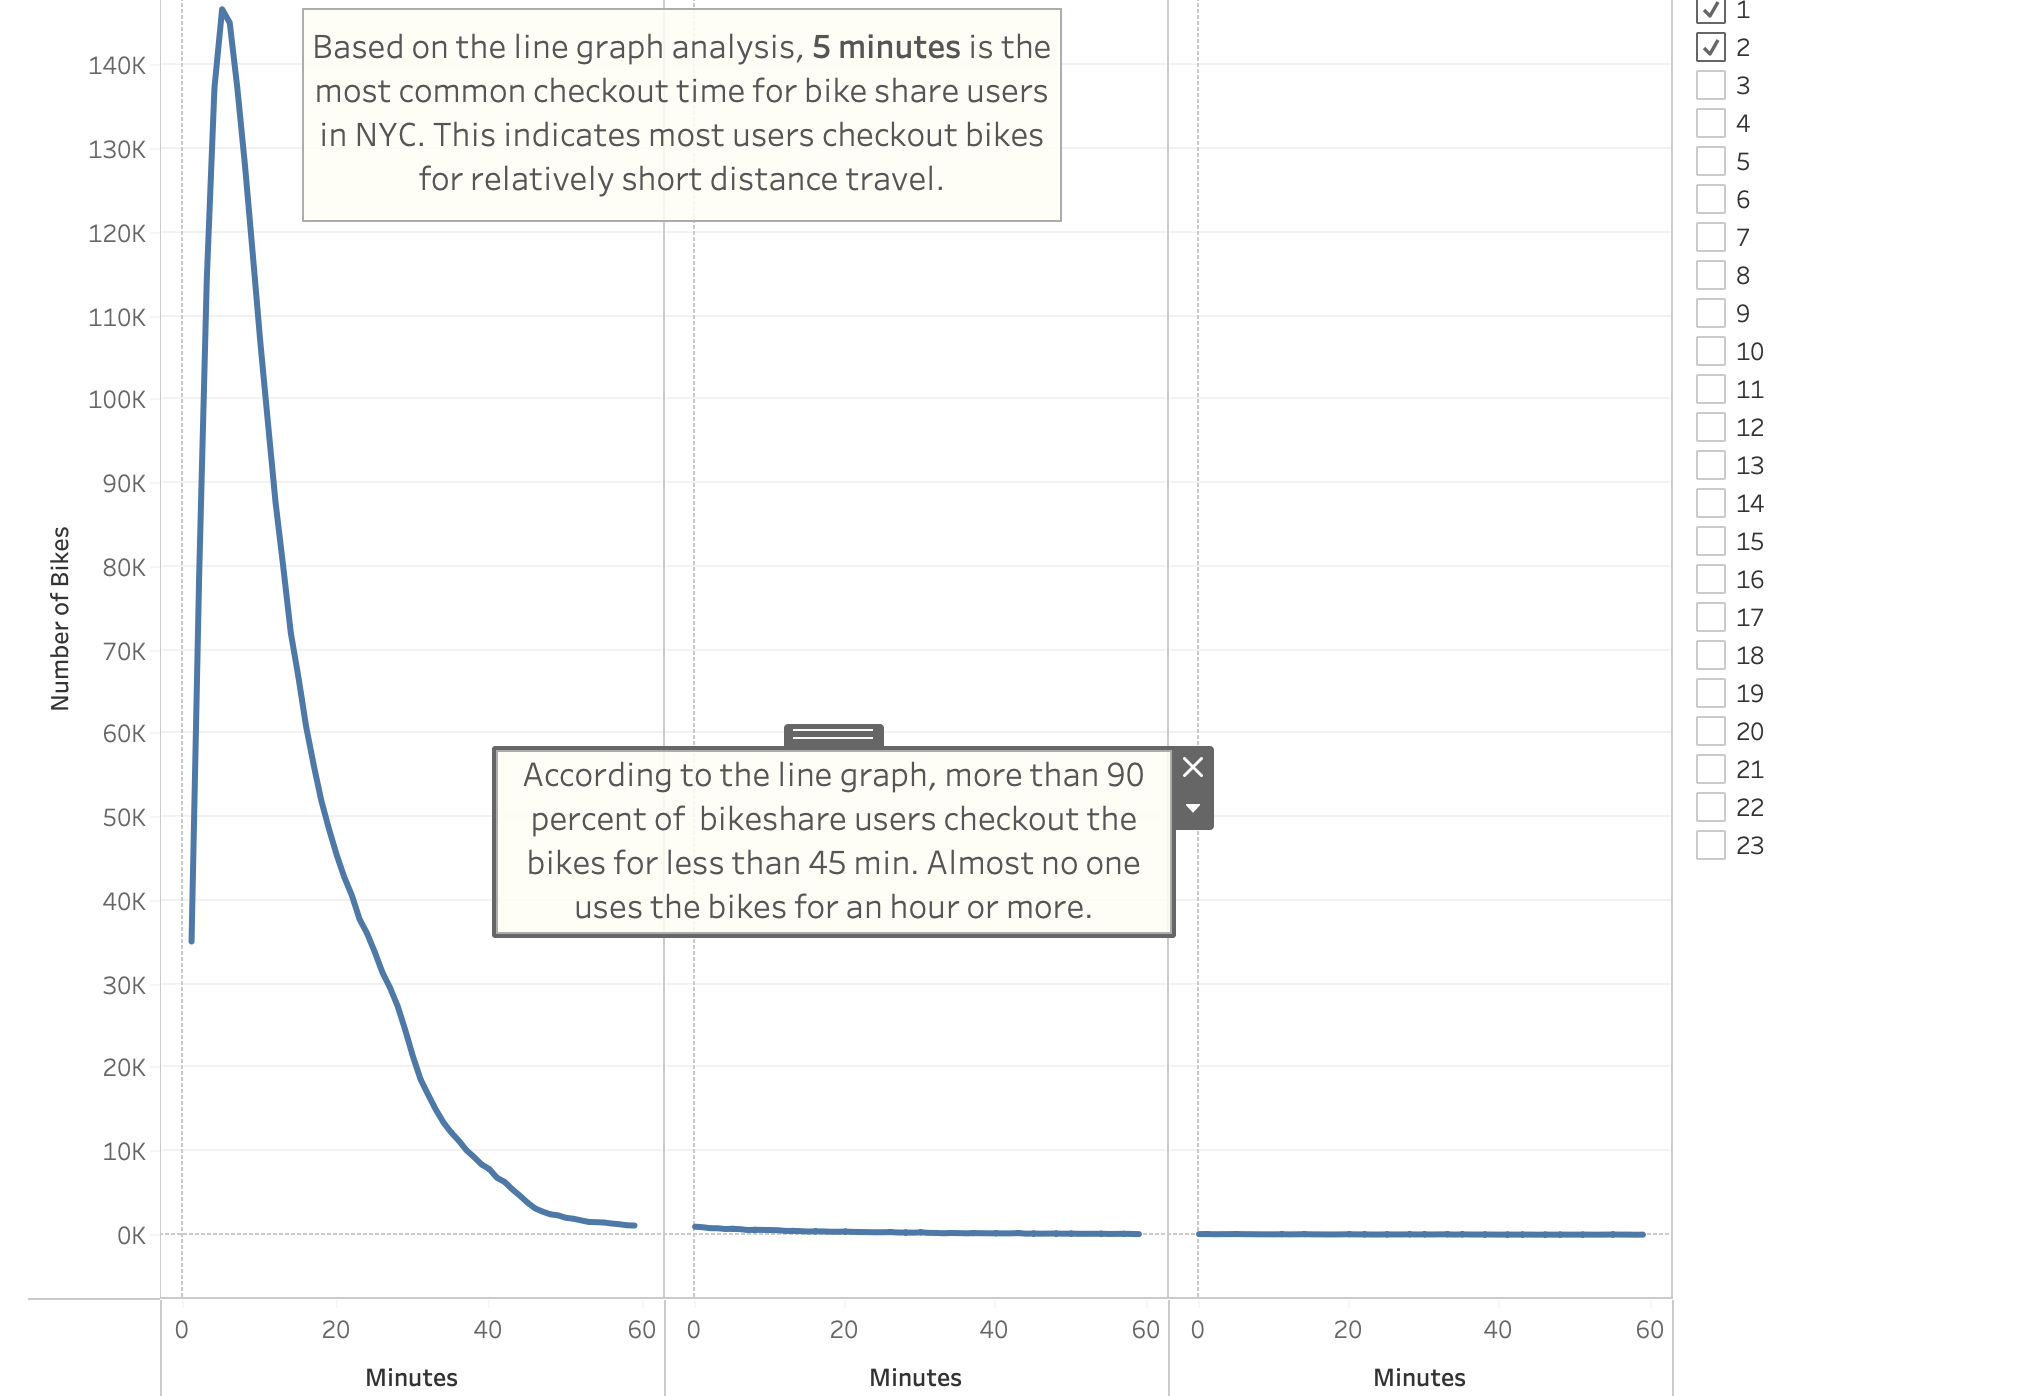 Based on the line graph analysis, 5 minutes is the
most common checkout time for bike share users
in NYC. This indicates most users checkout bikes
for relatively short distance travel.
140K
130K
120K
110K
100K
90K
80K
70K
60K
50K
40K
30K
20K
10K
0K
Number of Bikes
According to the line graph, more than 90
percent of  bikeshare users checkout the
bikes for less than 45 min. Almost no one
uses the bikes for an hour or more.
0 20 40 60 0 20 40 60 0 20 40 60
Minutes Minutes Minutes
1
2
3
4
5
6
7
8
9
10
11
12
13
14
15
16
17
18
19
20
21
22
23